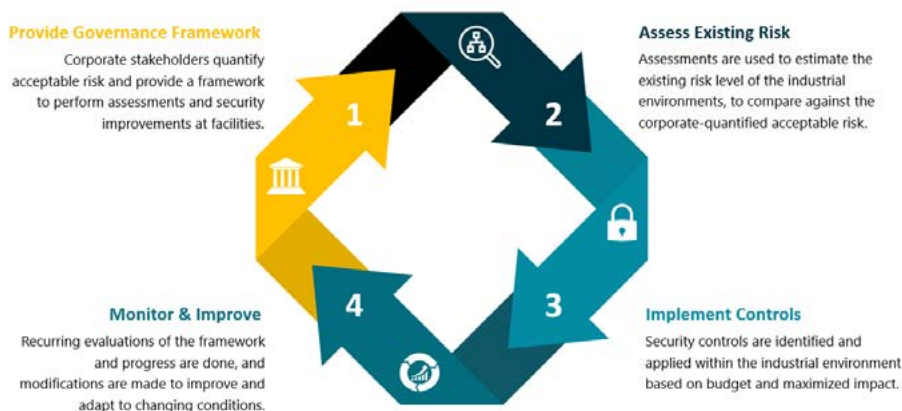 Provide Governance Framework
Corporate stakeholders quantify
acceptable risk and provide a framework
to perform assessments and security
improvements at facilities.
1
Assess Existing Risk
Assessments are used to estimate the
existing risk level of the industrial
environments, to compare against the
corporate-quantified acceptable risk.
2
Implement Controls
Security controls are identified and
applied within the industrial environment
based on budget and maximized impact.
3
Monitor & Improve
Recurring evaluations of the framework
and progress are done, and
modifications are made to improve and
adapt to changing conditions.
4